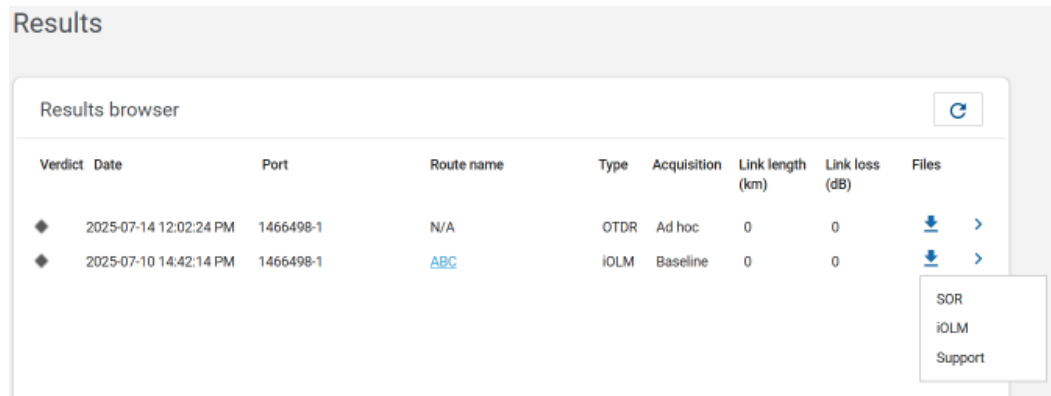 Results
Results browser
Verdict Date Port Route name Type Acquisition Link length (km) Link loss (dB) Files
2025-07-14 12:02:24 PM 1466498-1 N/A OTDR Ad hoc 0 0
2025-07-10 14:42:14 PM 1466498-1 ABC iOLM Baseline 0 0
SOR
iOLM
Support